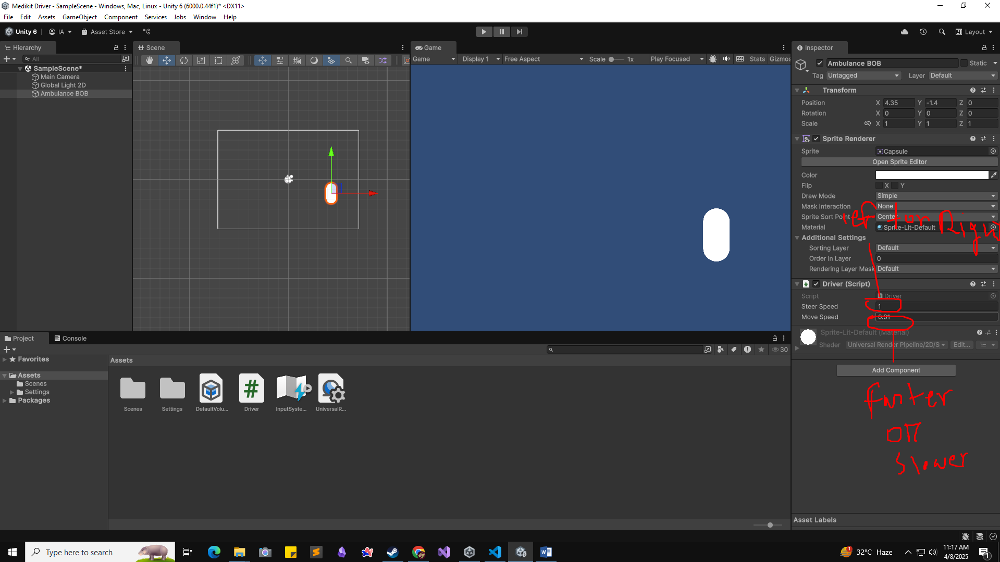 Medikit Driver - SampleScene - Windows, Mac, Linux - Unity 6 (6000.0.44f1)* <DX11>
File Edit Assets GameObject Component Services Jobs Window Help
Unity 6 IA Asset Store
Layout
Hierarchy
All
SampleScene*
Main Camera
Global Light 2D
Ambulance BOB
Scene
Game
Game Display 1 Free Aspect Scale 1x Play Focused Stats Gizmos
Inspector
Ambulance BOB Static
Tag Untagged Layer Default
Transform
Position X 4.35 Y -1.4 Z 0
Rotation X 0 Y 0 Z 0
Scale X 1 Y 1 Z 1
Sprite Renderer
Sprite Capsule
Open Sprite Editor
Color
Flip X Y
Draw Mode Simple
Mask Interaction None
Sprite Sort Point Center
Material Sprite-Lit-Default
Additional Settings
Sorting Layer Default
Order in Layer 0
Rendering Layer Mask Default
Driver (Script)
Script Driver
Steer Speed 1
Move Speed 0.01
Sprite-Lit-Default (Material)
Shader Universal Render Pipeline/2D/S Edit...
Add Component
slower
Asset Labels
Project Console
30
Favorites
Assets
Scenes
Settings
Packages
Assets
Scenes Settings DefaultVolu... Driver InputSyste... UniversalR...
Type here to search
32°C Haze
11:17 AM
4/8/2025
1
1